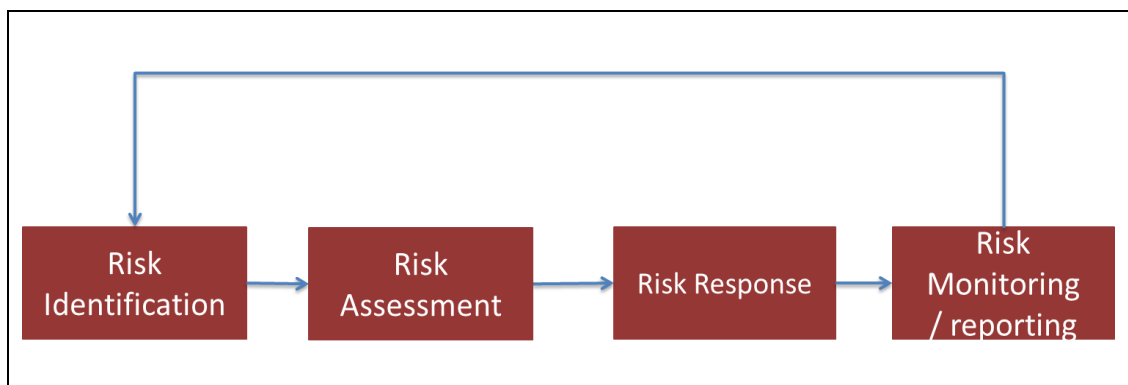 Risk
Identification
Risk
Assessment
Risk Response
Risk
Monitoring
/ reporting